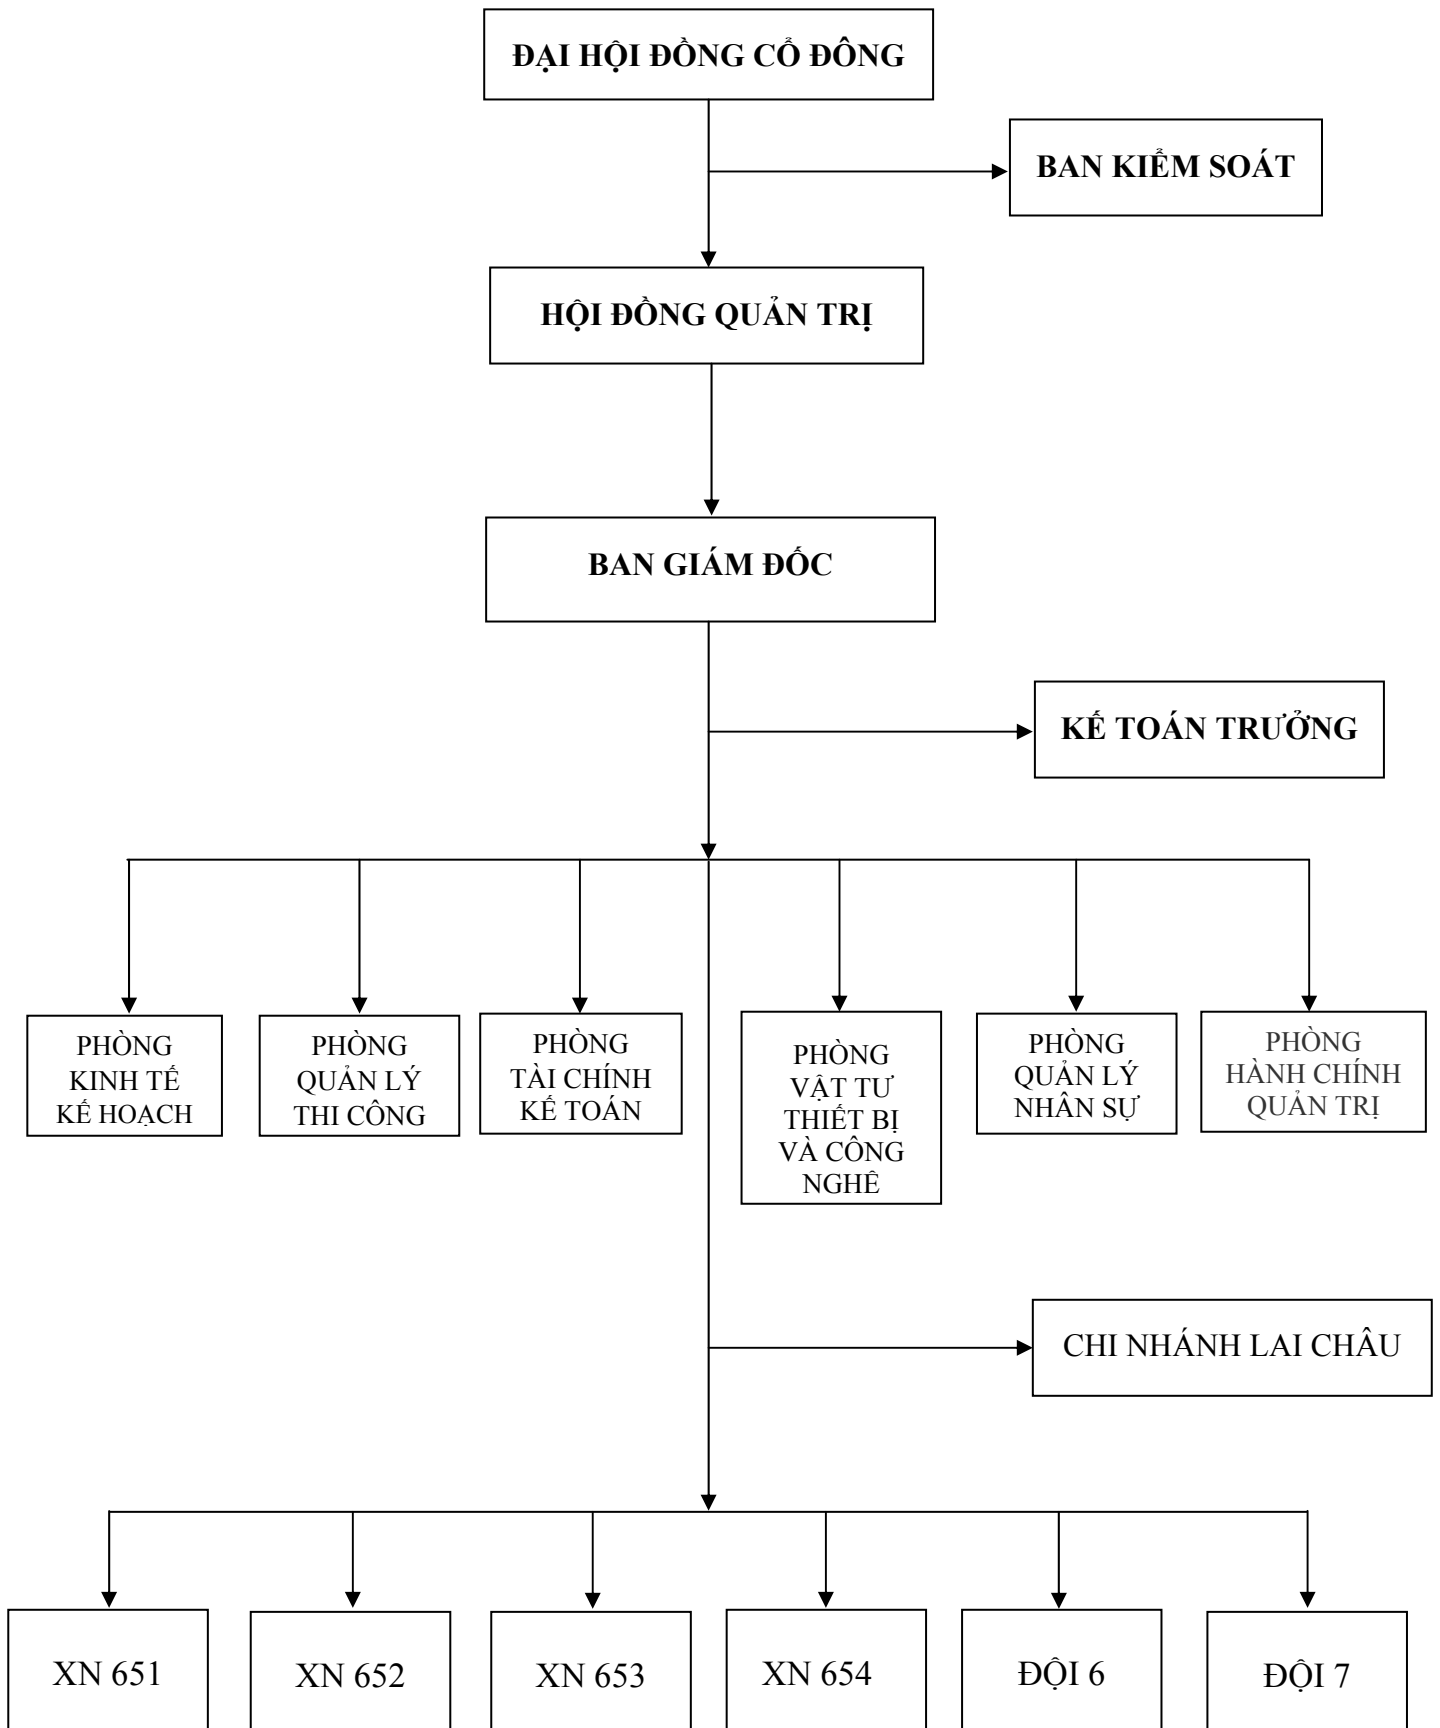 ĐẠI HỘI ĐỒNG CỔ ĐÔNG
BAN KIỂM SOÁT
HỘI ĐỒNG QUẢN TRỊ
BAN GIÁM ĐỐC
KẾ TOÁN TRƯỞNG
PHÒNG
KINH TẾ
KẾ HOẠCH
PHÒNG
QUẢN LÝ
THI CÔNG
PHÒNG
TÀI CHÍNH
KẾ TOÁN
PHÒNG
VẬT TƯ
THIẾT BỊ
VÀ CÔNG
NGHÊ
PHÒNG
QUẢN LÝ
NHÂN SỰ
PHÒNG
HÀNH CHÍNH
QUẢN TRỊ
CHI NHÁNH LAI CHÂU
XN 651
XN 652
XN 653
XN 654
ĐỘI 6
ĐỘI 7